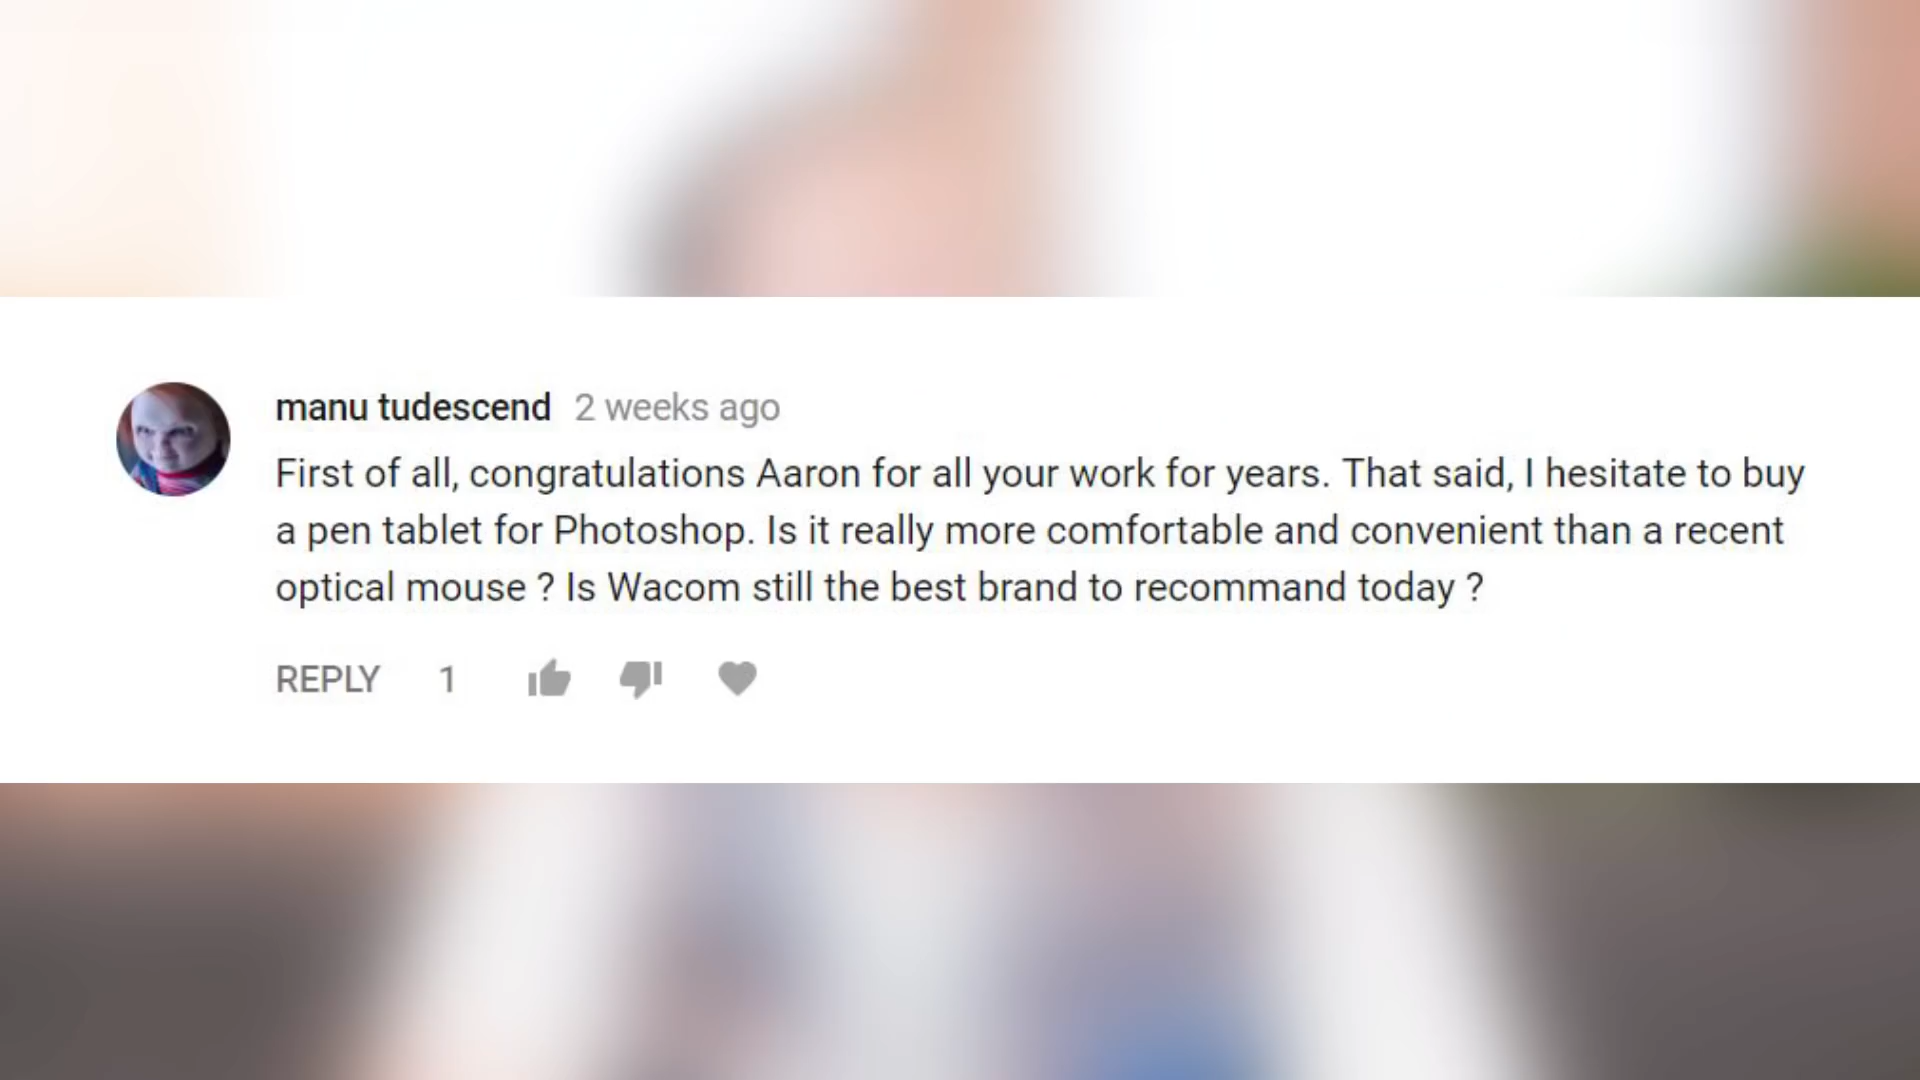 manu tudescend 2 weeks ago
First of all, congratulations Aaron for all your work for years. That said, I hesitate to buy
a pen tablet for Photoshop. Is it really more comfortable and convenient than a recent
optical mouse ? Is Wacom still the best brand to recommand today ?
REPLY 1